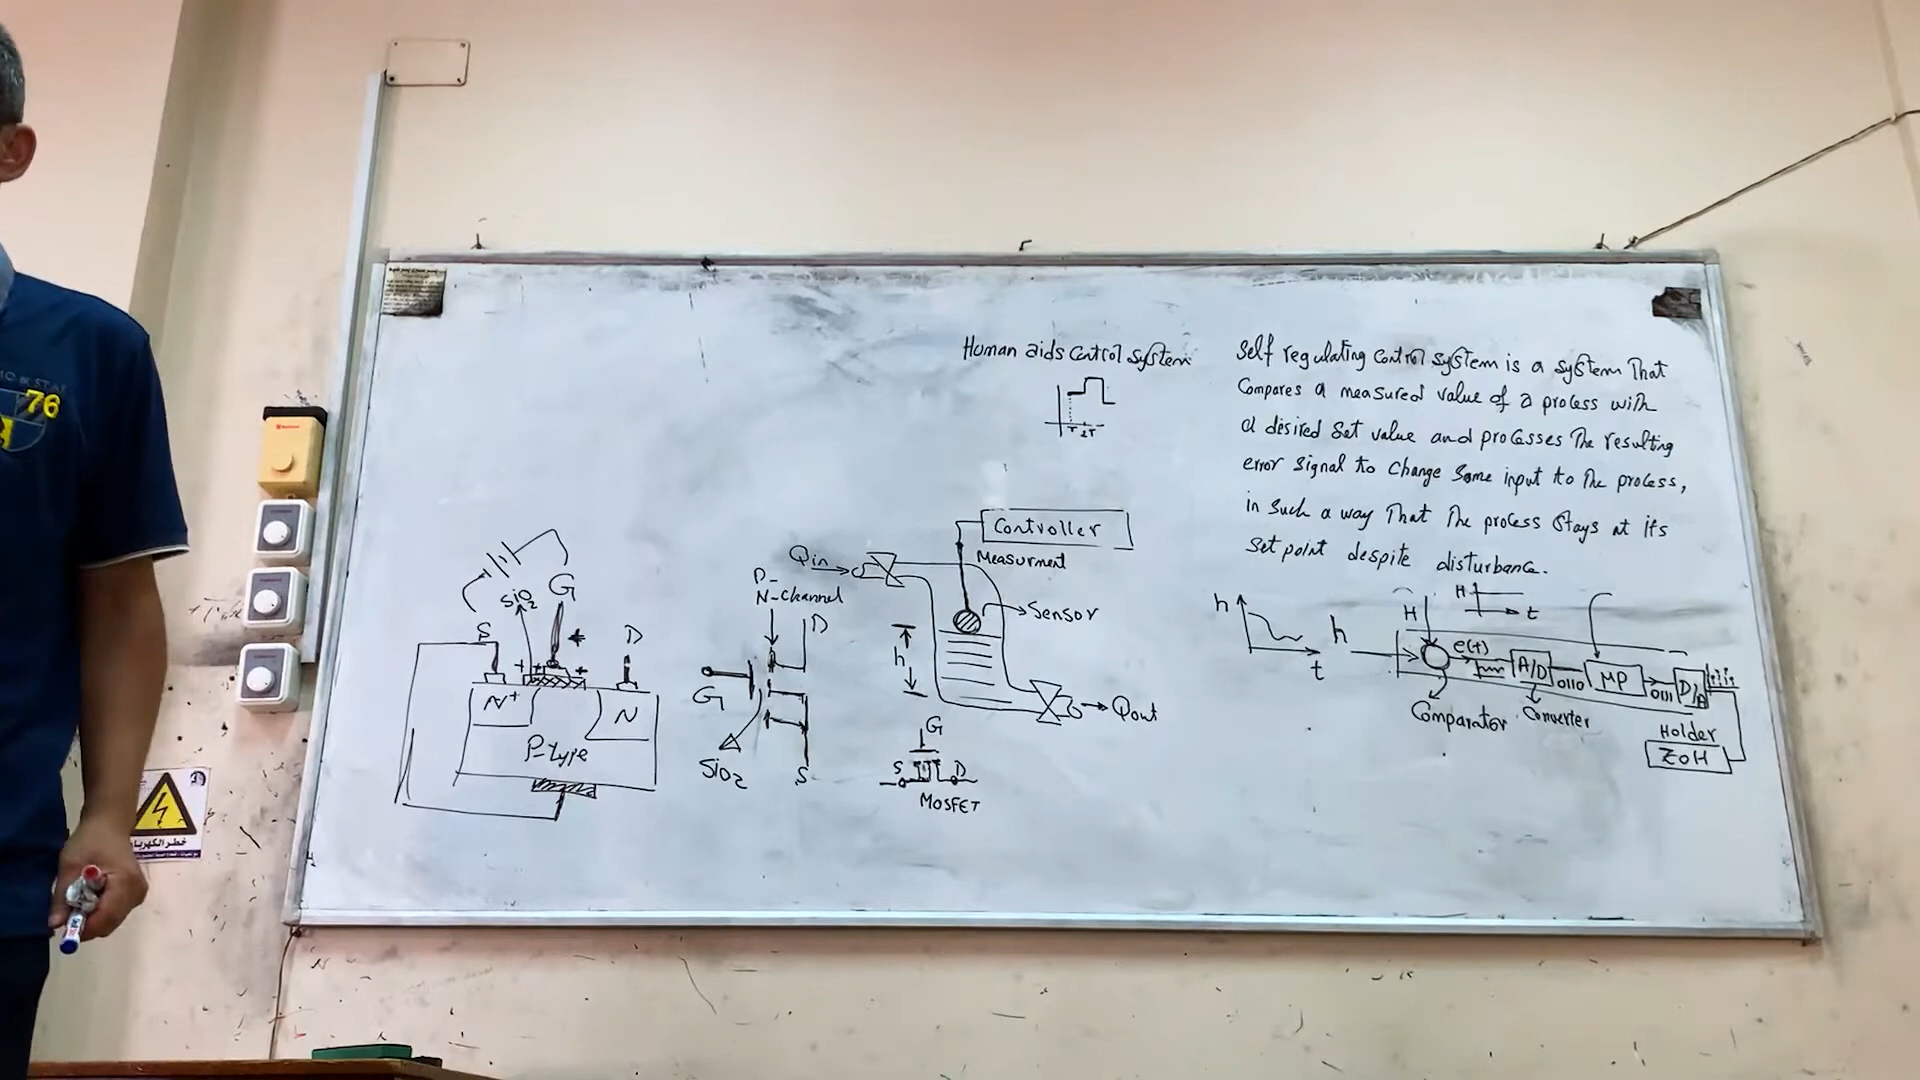 Human aids control system
T 2T
Self regulating control system is a system That
Compares a measured value of a process with
a desired set value and processes The resulting
error signal to change some input to The process,
in such a way That The process stays at its
set point despite disturbance.
G
SiO2
S
D
N+
N
P-type
P-
N-channel
D
G
SiO2
S
Controller
Measurment
Qin
Sensor
h
Qout
G
S
D
MOSFET
h
t
h
H
H
t
e(t)
A/D
0110
MP
0111
D/A
Comparator
Converter
Holder
ZOH
76
خطر الكهرباء